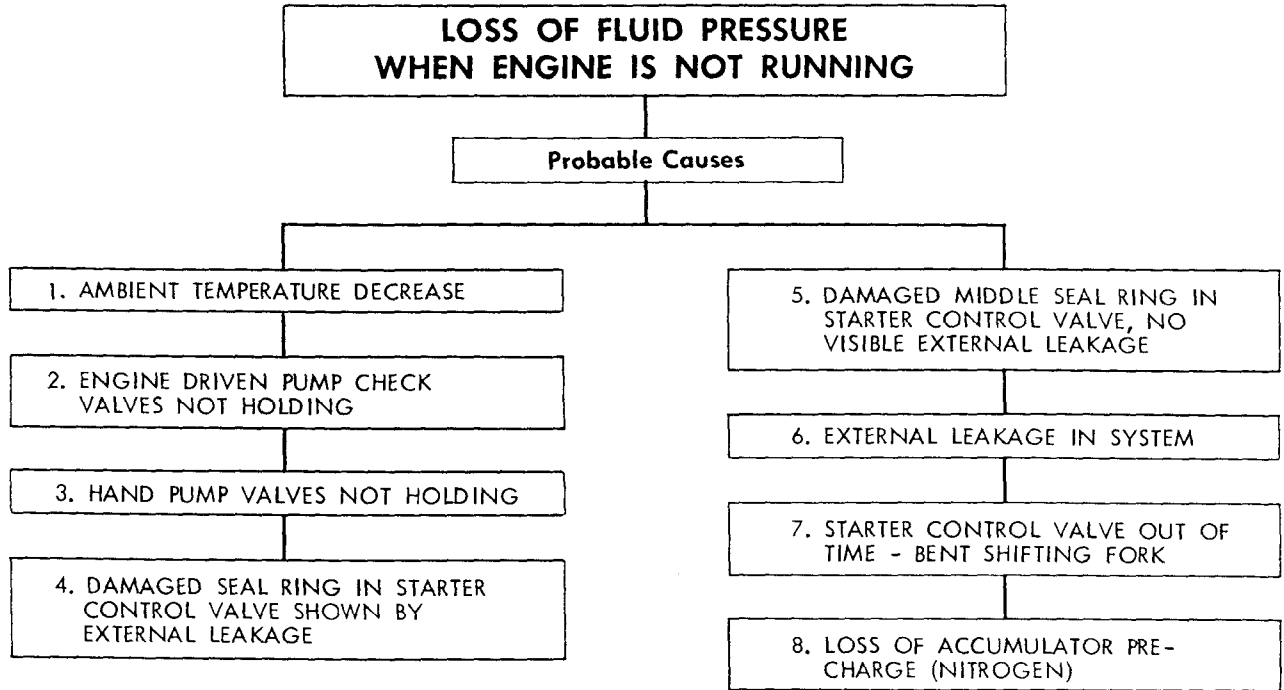 LOSS OF FLUID PRESSURE
WHEN ENGINE IS NOT RUNNING
Probable Causes
1. AMBIENT TEMPERATURE DECREASE
2. ENGINE DRIVEN PUMP CHECK
VALVES NOT HOLDING
3. HAND PUMP VALVES NOT HOLDING
4. DAMAGED SEAL RING IN STARTER
CONTROL VALVE SHOWN BY
EXTERNAL LEAKAGE
5. DAMAGED MIDDLE SEAL RING IN
STARTER CONTROL VALVE, NO
VISIBLE EXTERNAL LEAKAGE
6. EXTERNAL LEAKAGE IN SYSTEM
7. STARTER CONTROL VALVE OUT OF
TIME - BENT SHIFTING FORK
8. LOSS OF ACCUMULATOR PRE-
CHARGE (NITROGEN)